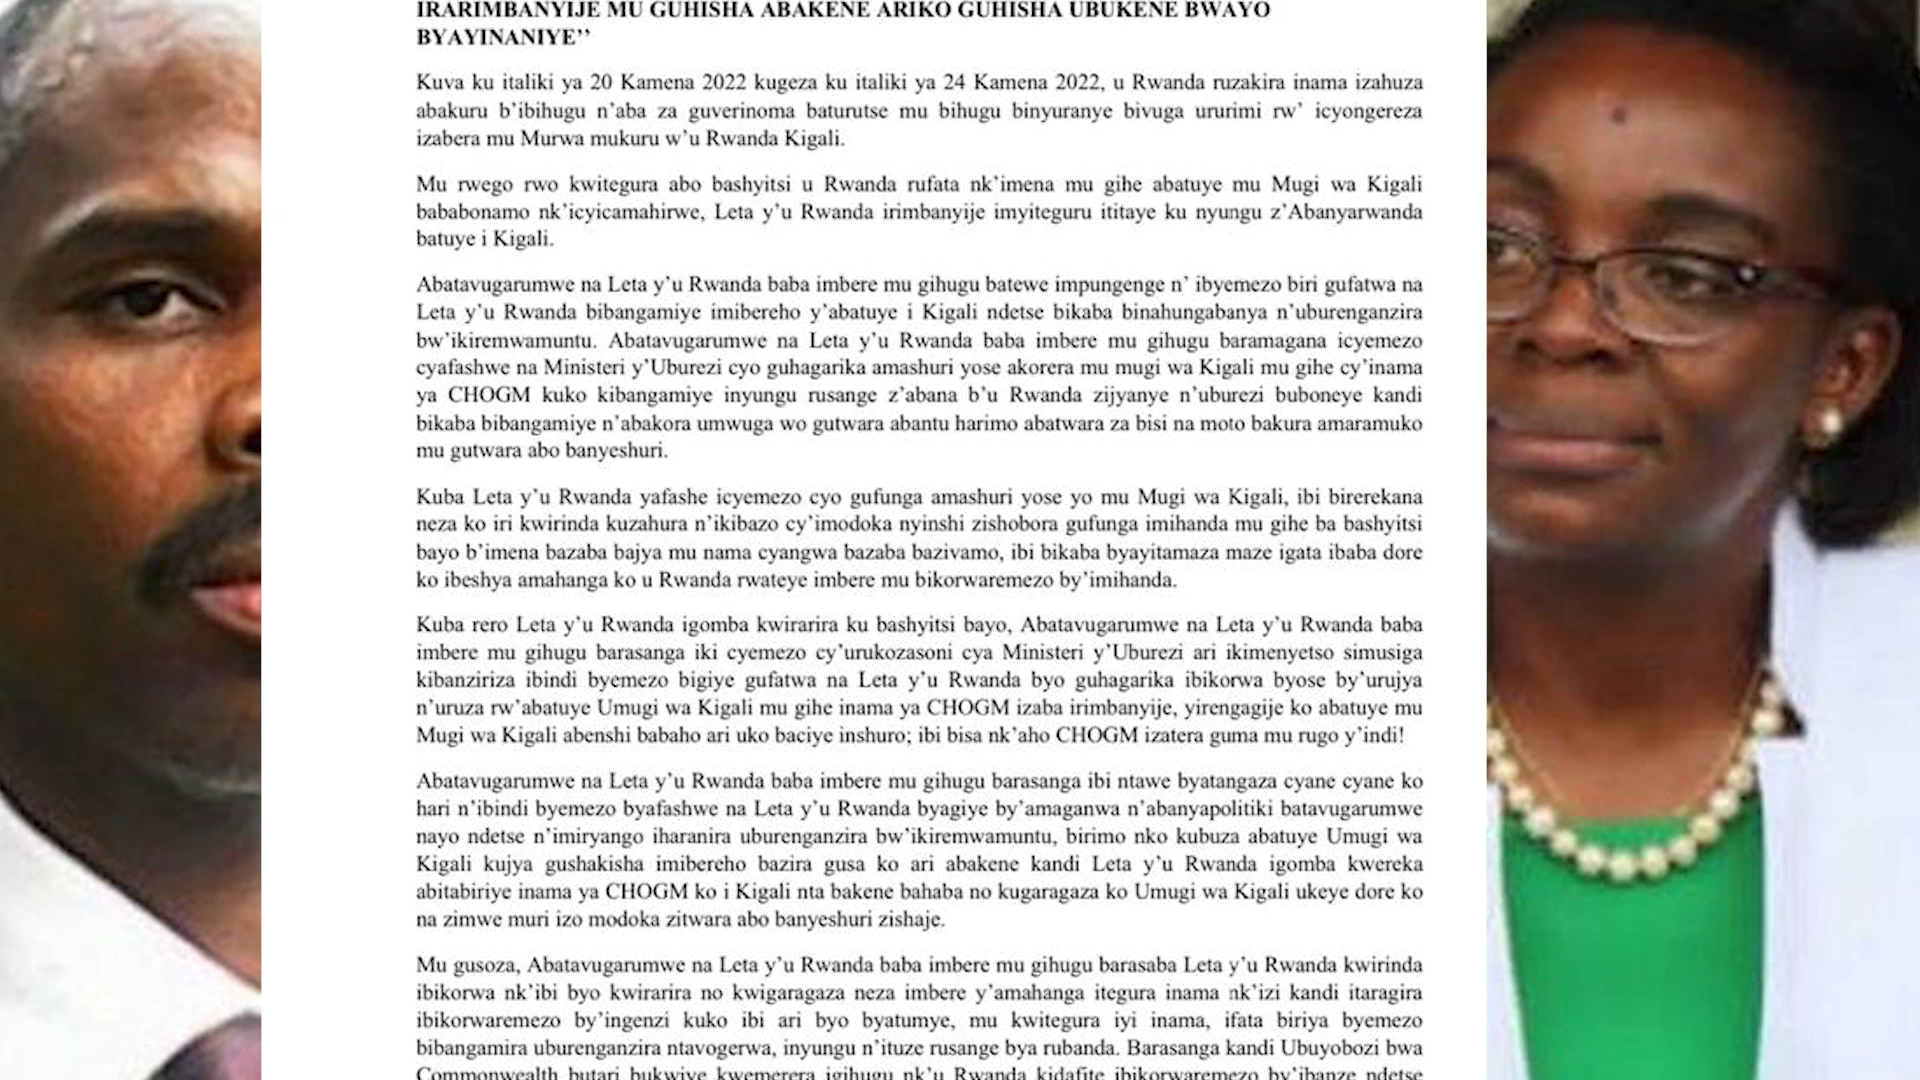 IRARIMBANYIJE MU GUHISHA ABAKENE ARIKO GUHISHA UBUKENE BWAYO
BYAYINANIYE’’
Kuva ku italiki ya 20 Kamena 2022 kugeza ku italiki ya 24 Kamena 2022, u Rwanda ruzakira inama izahuza
abakuru b’ibihugu n’aba za guverinoma baturutse mu bihugu binyuranye bivuga ururimi rw’ icyongereza
izabera mu Murwa mukuru w’u Rwanda Kigali.
Mu rwego rwo kwitegura abo bashyitsi u Rwanda rufata nk’imena mu gihe abatuye mu Mugi wa Kigali
bababonamo nk’icyicamahirwe, Leta y’u Rwanda irimbanyije imyiteguru ititaye ku nyungu z’Abanyarwanda
batuye i Kigali.
Abatavugarumwe na Leta y’u Rwanda baba imbere mu gihugu batewe impungenge n’ ibyemezo biri gufatwa na
Leta y’u Rwanda bibangamiye imibereho y’abatuye i Kigali ndetse bikaba binahungabanya n’uburenganzira
bw’ikiremwamuntu. Abatavugarumwe na Leta y’u Rwanda baba imbere mu gihugu baramagana icyemezo
cyafashwe na Ministeri y’Uburezi cyo guhagarika amashuri yose akorera mu mugi wa Kigali mu gihe cy’inama
ya CHOGM kuko kibangamiye inyungu rusange z’abana b’u Rwanda zijyanye n’uburezi buboneye kandi
bikaba bibangamiye n’abakora umwuga wo gutwara abantu harimo abatwara za bisi na moto bakura amaramuko
mu gutwara abo banyeshuri.
Kuba Leta y’u Rwanda yafashe icyemezo cyo gufunga amashuri yose yo mu Mugi wa Kigali, ibi birerekana
neza ko iri kwirinda kuzahura n’ikibazo cy’imodoka nyinshi zishobora gufunga imihanda mu gihe ba bashyitsi
bayo b’imena bazaba bajya mu nama cyangwa bazaba bazivamo, ibi bikaba byayitamaza maze igata ibaba dore
ko ibeshya amahanga ko u Rwanda rwateye imbere mu bikorwaremezo by’imihanda.
Kuba rero Leta y’u Rwanda igomba kwirarira ku bashyitsi bayo, Abatavugarumwe na Leta y’u Rwanda baba
imbere mu gihugu barasanga iki cyemezo cy’urukozasoni cya Ministeri y’Uburezi ari ikimenyetso simusiga
kibanziriza ibindi byemezo bigiye gufatwa na Leta y’u Rwanda byo guhagarika ibikorwa byose by’urujya
n’uruza rw’abatuye Umugi wa Kigali mu gihe inama ya CHOGM izaba irimbanyije, yirengagije ko abatuye mu
Mugi wa Kigali abenshi babaho ari uko baciye inshuro; ibi bisa nk’aho CHOGM izatera guma mu rugo y’indi!
Abatavugarumwe na Leta y’u Rwanda baba imbere mu gihugu barasanga ibi ntawe byatangaza cyane cyane ko
hari n’ibindi byemezo byafashwe na Leta y’u Rwanda byagiye by’amaganwa n’abanyapolitiki batavugarumwe
nayo ndetse n’imiryango iharanira uburenganzira bw’ikiremwamuntu, birimo nko kubuza abatuye Umugi wa
Kigali kujya gushakisha imibereho bazira gusa ko ari abakene kandi Leta y’u Rwanda igomba kwereka
abitabiriye inama ya CHOGM ko i Kigali nta bakene bahaba no kugaragaza ko Umugi wa Kigali ukeye dore ko
na zimwe muri izo modoka zitwara abo banyeshuri zishaje.
Mu gusoza, Abatavugarumwe na Leta y’u Rwanda baba imbere mu gihugu barasaba Leta y’u Rwanda kwirinda
ibikorwa nk’ibi byo kwirarira no kwigaragaza neza imbere y’amahanga itegura inama nk’izi kandi itaragira
ibikorwaremezo by’ingenzi kuko ibi ari byo byatumye, mu kwitegura iyi inama, ifata biriya byemezo
bibangamira uburenganzira ntavogerwa, inyungu n’ituze rusange bya rubanda. Barasanga kandi Ubuyobozi bwa
Commonwealth butari bukwiye kwemerera igihugu nk’u Rwanda kidafite ibikorwaremezo by’ibanze ndetse